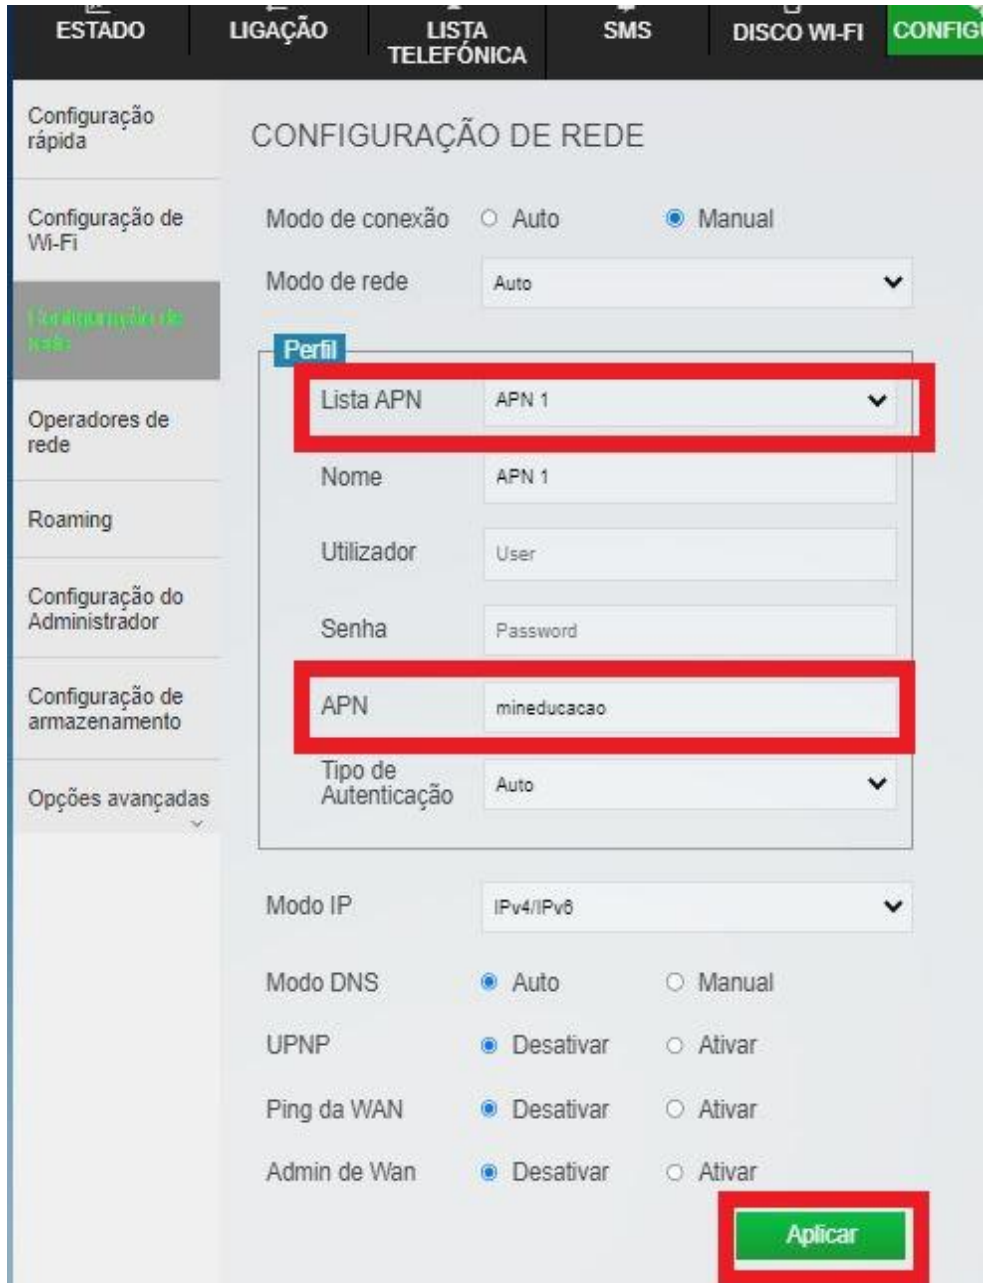 ESTADO
LIGAÇÃO
LISTA
TELEFÓNICA
SMS
DISCO WI-FI
CONFIGU
Configuração
rápida
Configuração de
Wi-Fi
Configuração de
rede
Operadores de
rede
Roaming
Configuração do
Administrador
Configuração de
armazenamento
Opções avançadas
CONFIGURAÇÃO DE REDE
Modo de conexão Auto Manual
Modo de rede Auto
Perfil
Lista APN APN 1
Nome APN 1
Utilizador User
Senha Password
APN mineducacao
Tipo de
Autenticação Auto
Modo IP IPv4/IPv6
Modo DNS Auto Manual
UPNP Desativar Ativar
Ping da WAN Desativar Ativar
Admin de Wan Desativar Ativar
Aplicar